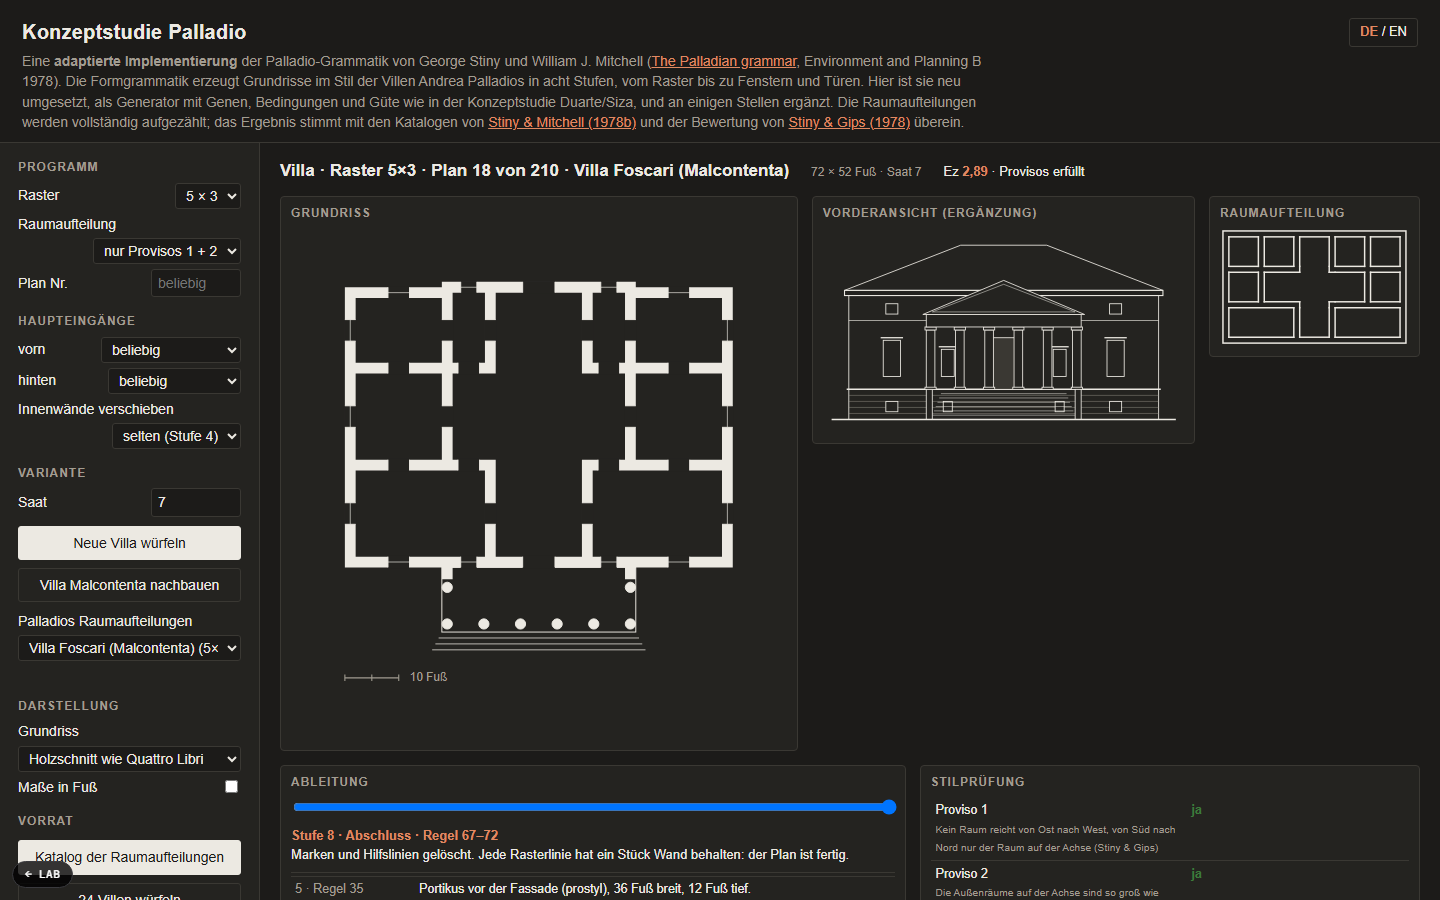 Konzeptstudie Palladio
DE / EN
Eine adaptierte Implementierung der Palladio-Grammatik von George Stiny und William J. Mitchell (The Palladian grammar, Environment and Planning B
1978). Die Formgrammatik erzeugt Grundrisse im Stil der Villen Andrea Palladios in acht Stufen, vom Raster bis zu Fenstern und Türen. Hier ist sie neu
umgesetzt, als Generator mit Genen, Bedingungen und Güte wie in der Konzeptstudie Duarte/Siza, und an einigen Stellen ergänzt. Die Raumaufteilungen
werden vollständig aufgezählt; das Ergebnis stimmt mit den Katalogen von Stiny & Mitchell (1978b) und der Bewertung von Stiny & Gips (1978) überein.
PROGRAMM
Raster
5 × 3
Raumaufteilung
nur Provisos 1 + 2
Plan Nr.
beliebig
HAUPTEINGÄNGE
vorn
beliebig
hinten
beliebig
Innenwände verschieben
selten (Stufe 4)
VARIANTE
Saat
7
Neue Villa würfeln
Villa Malcontenta nachbauen
Palladios Raumaufteilungen
Villa Foscari (Malcontenta) (5×
DARSTELLUNG
Grundriss
Holzschnitt wie Quattro Libri
Maße in Fuß
VORRAT
Katalog der Raumaufteilungen
← LAB
24 Villen würfeln
Villa · Raster 5×3 · Plan 18 von 210 · Villa Foscari (Malcontenta)
72 × 52 Fuß · Saat 7
Ez 2,89 · Provisos erfüllt
GRUNDRISS
10 Fuß
VORDERANSICHT (ERGÄNZUNG)
RAUMAUFTEILUNG
ABLEITUNG
Stufe 8 · Abschluss · Regel 67–72
Marken und Hilfslinien gelöscht. Jede Rasterlinie hat ein Stück Wand behalten: der Plan ist fertig.
5 · Regel 35
Portikus vor der Fassade (prostyl), 36 Fuß breit, 12 Fuß tief.
STILPRÜFUNG
Proviso 1
ja
Kein Raum reicht von Ost nach West, von Süd nach
Nord nur der Raum auf der Achse (Stiny & Gips)
Proviso 2
ja
Die Außenräume auf der Achse sind so groß wie